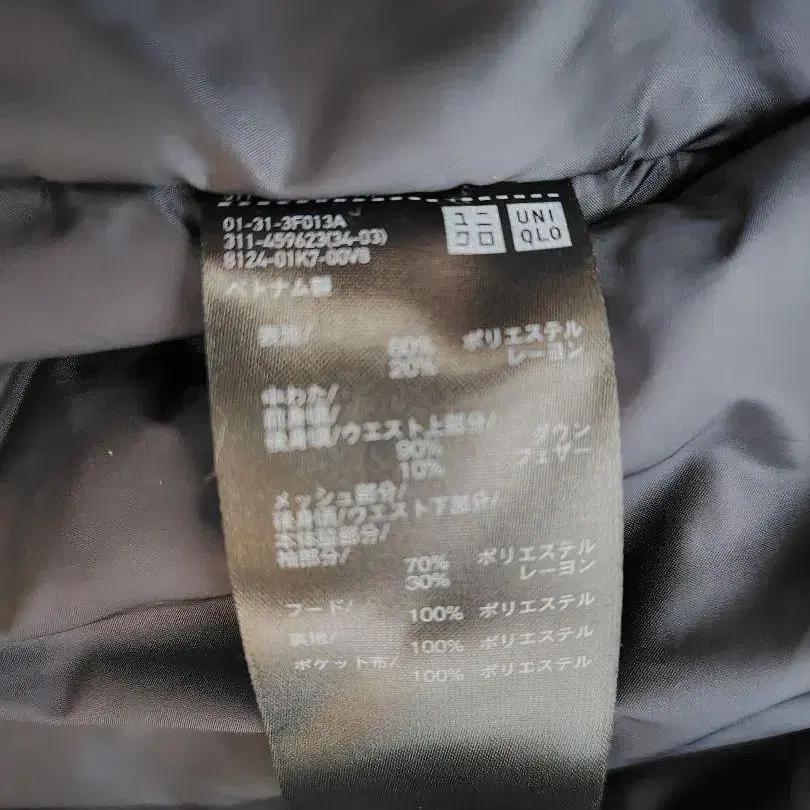 01-31-3F013A
311-459623(34-03)
8124-01K7-00VB
ユニクロ
UNIQLO
ベトナム製
表地/
80% ポリエステル
20% レーヨン
中わた/
前身頃/
後身頃/ウエスト上部分/
90% ダウン
10% フェザー
メッシュ部分/
後身頃/ウエスト下部分/
本体脇部分/
袖部分/
70% ポリエステル
30% レーヨン
フード/ 100% ポリエステル
裏地/ 100% ポリエステル
ポケット布/ 100% ポリエステル